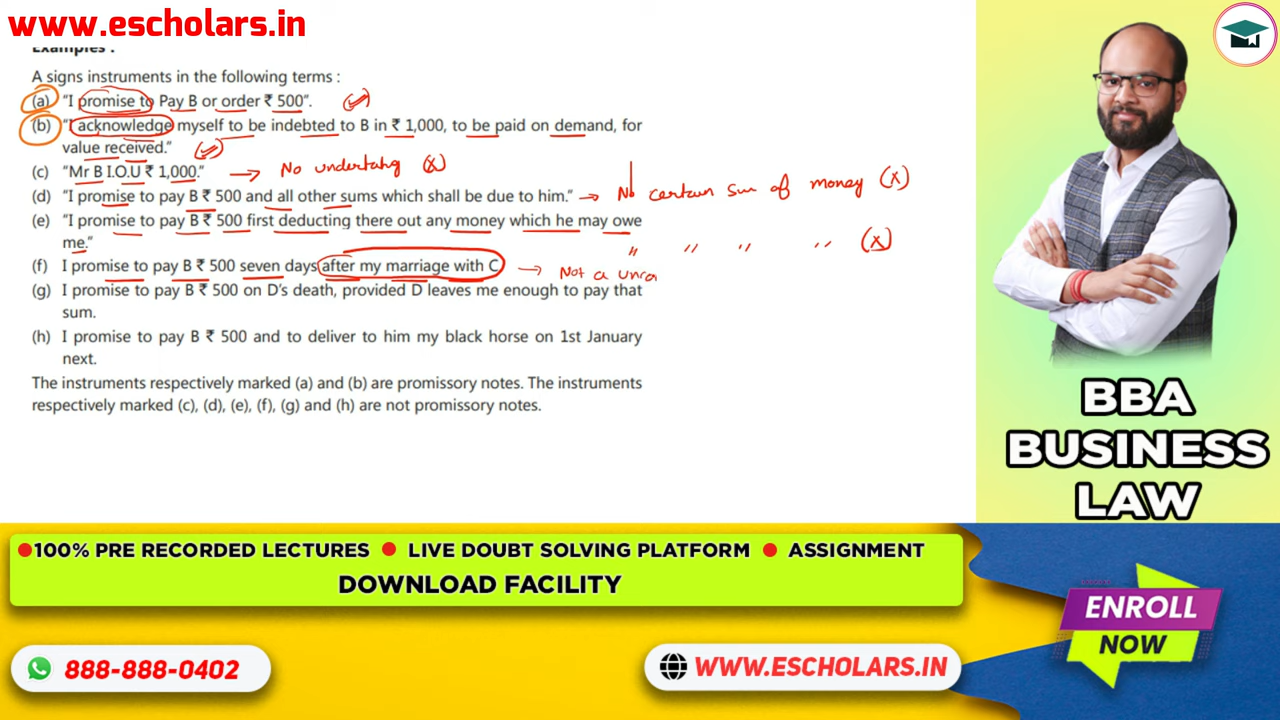 www.escholars.in
Examples :
A signs instruments in the following terms :
(a) "I promise to Pay B or order ₹ 500".
(b) "I acknowledge myself to be indebted to B in ₹ 1,000, to be paid on demand, for
value received."
(c) "Mr B I.O.U ₹ 1,000." → No undertakg (x)
(d) "I promise to pay B ₹ 500 and all other sums which shall be due to him." → No certain sum of money (x)
(e) "I promise to pay B ₹ 500 first deducting there out any money which he may owe
me." " " " " (x)
(f) I promise to pay B ₹ 500 seven days after my marriage with C → Not a unco
(g) I promise to pay B ₹ 500 on D's death, provided D leaves me enough to pay that
sum.
(h) I promise to pay B ₹ 500 and to deliver to him my black horse on 1st January
next.
The instruments respectively marked (a) and (b) are promissory notes. The instruments
respectively marked (c), (d), (e), (f), (g) and (h) are not promissory notes.
BBA
BUSINESS
LAW
●100% PRE RECORDED LECTURES ● LIVE DOUBT SOLVING PLATFORM ● ASSIGNMENT
DOWNLOAD FACILITY
ENROLL
NOW
888-888-0402
WWW.ESCHOLARS.IN